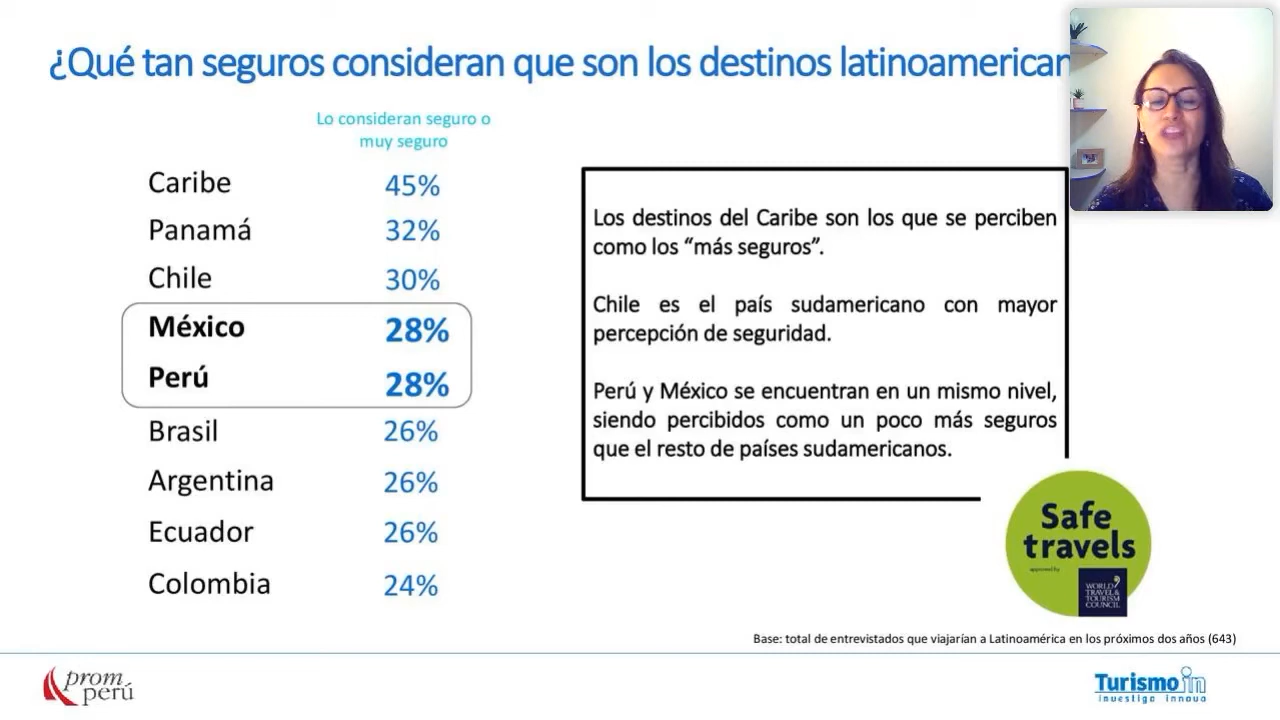 ¿Qué tan seguros consideran que son los destinos latinoamerican
Lo consideran seguro o
muy seguro
Caribe 45%
Panamá 32%
Chile 30%
México 28%
Perú 28%
Brasil 26%
Argentina 26%
Ecuador 26%
Colombia 24%
Los destinos del Caribe son los que se perciben
como los “más seguros”.
Chile es el país sudamericano con mayor
percepción de seguridad.
Perú y México se encuentran en un mismo nivel,
siendo percibidos como un poco más seguros
que el resto de países sudamericanos.
Safe
travels
approved by
WORLD
TRAVEL&
TOURISM
COUNCIL
Base: total de entrevistados que viajarían a Latinoamérica en los próximos dos años (643)
prom
perú
Turismo in
investiga innova